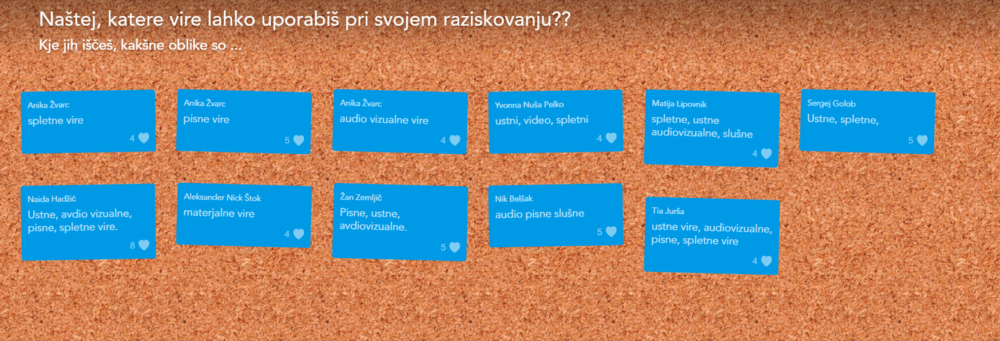 Naštej, katere vire lahko uporabiš pri svojem raziskovanju??
Kje jih iščeš, kakšne oblike so ...
Anika Žvarc
spletne vire
4
Anika Žvarc
pisne vire
5
Anika Žvarc
audio vizualne vire
4
Yvonna Nuša Pelko
ustni, video, spletni
4
Matija Lipovnik
spletne, ustne
audiovizualne, slušne
4
Sergej Golob
Ustne, spletne,
5
Naida Hadžić
Ustne, avdio vizualne,
pisne, spletne vire.
8
Aleksander Nick Štok
materjalne vire
4
Žan Zemljič
Pisne, ustne,
avdiovizualne.
5
Nik Belšak
audio pisne slušne
5
Tia Jurša
ustne vire, audiovizualne,
pisne, spletne vire
4